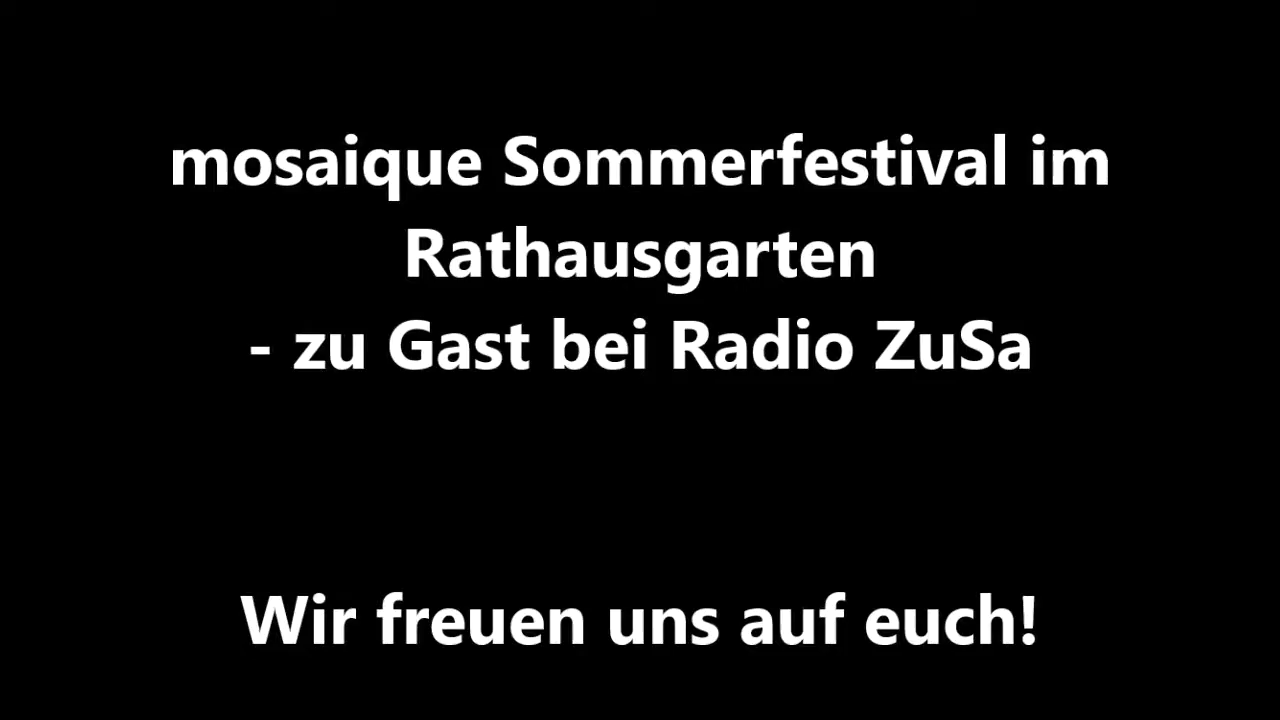 mosaique Sommerfestival im
Rathausgarten
- zu Gast bei Radio ZuSa
Wir freuen uns auf euch!